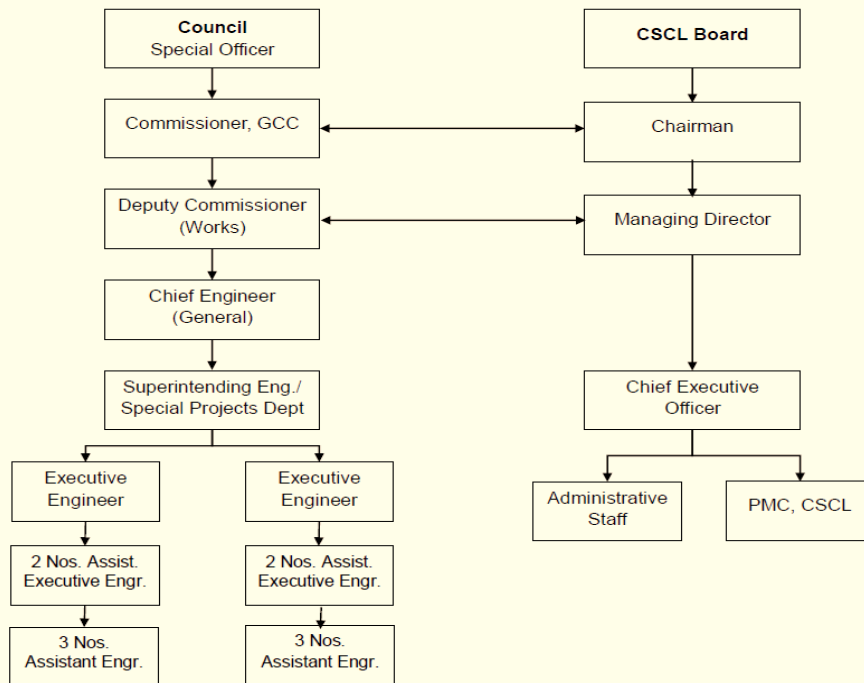 Council
Special Officer
CSCL Board
Commissioner, GCC
Chairman
Deputy Commissioner
(Works)
Managing Director
Chief Engineer
(General)
Superintending Eng./
Special Projects Dept
Chief Executive
Officer
Executive
Engineer
Executive
Engineer
Administrative
Staff
PMC, CSCL
2 Nos. Assist.
Executive Engr.
2 Nos. Assist.
Executive Engr.
3 Nos.
Assistant Engr.
3 Nos.
Assistant Engr.